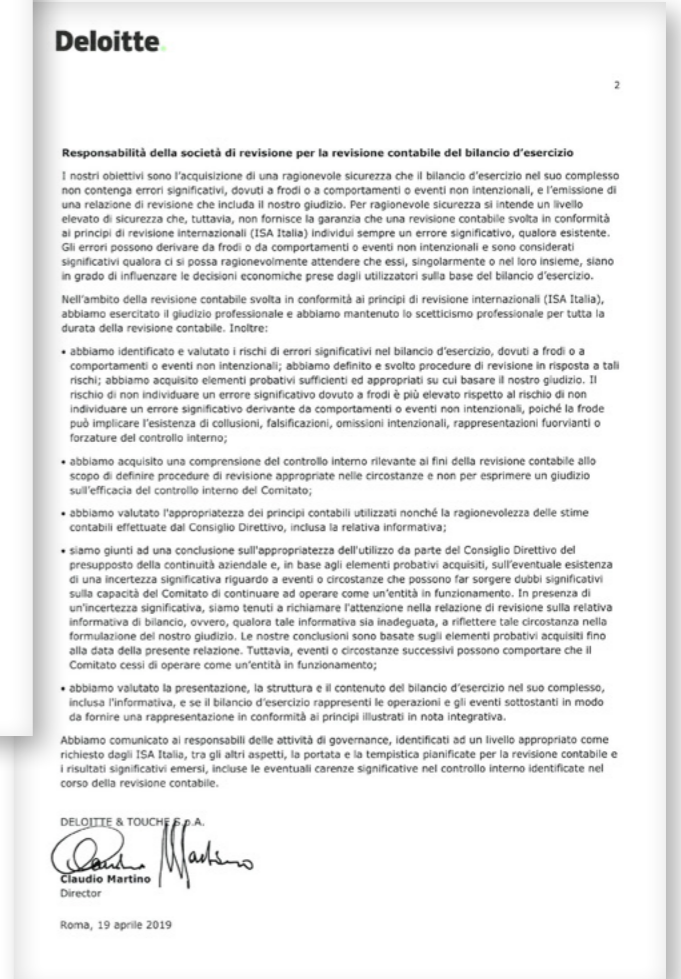 Deloitte.
2
Responsabilità della società di revisione per la revisione contabile del bilancio d'esercizio
I nostri obiettivi sono l'acquisizione di una ragionevole sicurezza che il bilancio d'esercizio nel suo complesso
non contenga errori significativi, dovuti a frodi o a comportamenti o eventi non intenzionali, e l'emissione di
una relazione di revisione che includa il nostro giudizio. Per ragionevole sicurezza si intende un livello
elevato di sicurezza che, tuttavia, non fornisce la garanzia che una revisione contabile svolta in conformità
ai principi di revisione internazionali (ISA Italia) individui sempre un errore significativo, qualora esistente.
Gli errori possono derivare da frodi o da comportamenti o eventi non intenzionali e sono considerati
significativi qualora ci si possa ragionevolmente attendere che essi, singolarmente o nel loro insieme, siano
in grado di influenzare le decisioni economiche prese dagli utilizzatori sulla base del bilancio d'esercizio.
Nell'ambito della revisione contabile svolta in conformità ai principi di revisione internazionali (ISA Italia),
abbiamo esercitato il giudizio professionale e abbiamo mantenuto lo scetticismo professionale per tutta la
durata della revisione contabile. Inoltre:
• abbiamo identificato e valutato i rischi di errori significativi nel bilancio d'esercizio, dovuti a frodi o a
comportamenti o eventi non intenzionali; abbiamo definito e svolto procedure di revisione in risposta a tali
rischi; abbiamo acquisito elementi probativi sufficienti ed appropriati su cui basare il nostro giudizio. Il
rischio di non individuare un errore significativo dovuto a frodi è più elevato rispetto al rischio di non
individuare un errore significativo derivante da comportamenti o eventi non intenzionali, poiché la frode
può implicare l'esistenza di collusioni, falsificazioni, omissioni intenzionali, rappresentazioni fuorvianti o
forzature del controllo interno;
• abbiamo acquisito una comprensione del controllo interno rilevante ai fini della revisione contabile allo
scopo di definire procedure di revisione appropriate nelle circostanze e non per esprimere un giudizio
sull'efficacia del controllo interno del Comitato;
• abbiamo valutato l'appropriatezza dei principi contabili utilizzati nonché la ragionevolezza delle stime
contabili effettuate dal Consiglio Direttivo, inclusa la relativa informativa;
• siamo giunti ad una conclusione sull'appropriatezza dell'utilizzo da parte del Consiglio Direttivo del
presupposto della continuità aziendale e, in base agli elementi probativi acquisiti, sull'eventuale esistenza
di una incertezza significativa riguardo a eventi o circostanze che possono far sorgere dubbi significativi
sulla capacità del Comitato di continuare ad operare come un'entità in funzionamento. In presenza di
un'incertezza significativa, siamo tenuti a richiamare l'attenzione nella relazione di revisione sulla relativa
informativa di bilancio, ovvero, qualora tale informativa sia inadeguata, a riflettere tale circostanza nella
formulazione del nostro giudizio. Le nostre conclusioni sono basate sugli elementi probativi acquisiti fino
alla data della presente relazione. Tuttavia, eventi o circostanze successivi possono comportare che il
Comitato cessi di operare come un'entità in funzionamento;
• abbiamo valutato la presentazione, la struttura e il contenuto del bilancio d'esercizio nel suo complesso,
inclusa l'informativa, e se il bilancio d'esercizio rappresenti le operazioni e gli eventi sottostanti in modo
da fornire una rappresentazione in conformità ai principi illustrati in nota integrativa.
Abbiamo comunicato ai responsabili delle attività di governance, identificati ad un livello appropriato come
richiesto dagli ISA Italia, tra gli altri aspetti, la portata e la tempistica pianificate per la revisione contabile e
i risultati significativi emersi, incluse le eventuali carenze significative nel controllo interno identificate nel
corso della revisione contabile.
DELOITTE & TOUCHE S.p.A.
Claudio Martino
Claudio Martino
Director
Roma, 19 aprile 2019